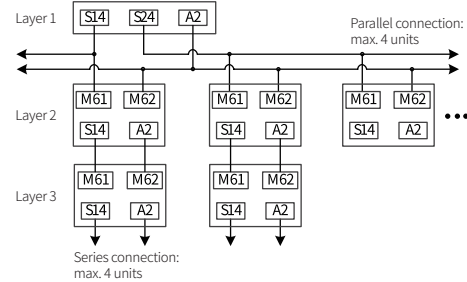 Layer 1
S14 S24 A2
Parallel connection:
max. 4 units
M61 M62 M61 M62 M61 M62
Layer 2
S14 A2 S14 A2 S14 A2
M61 M62 M61 M62
Layer 3
S14 A2 S14 A2
Series connection:
max. 4 units